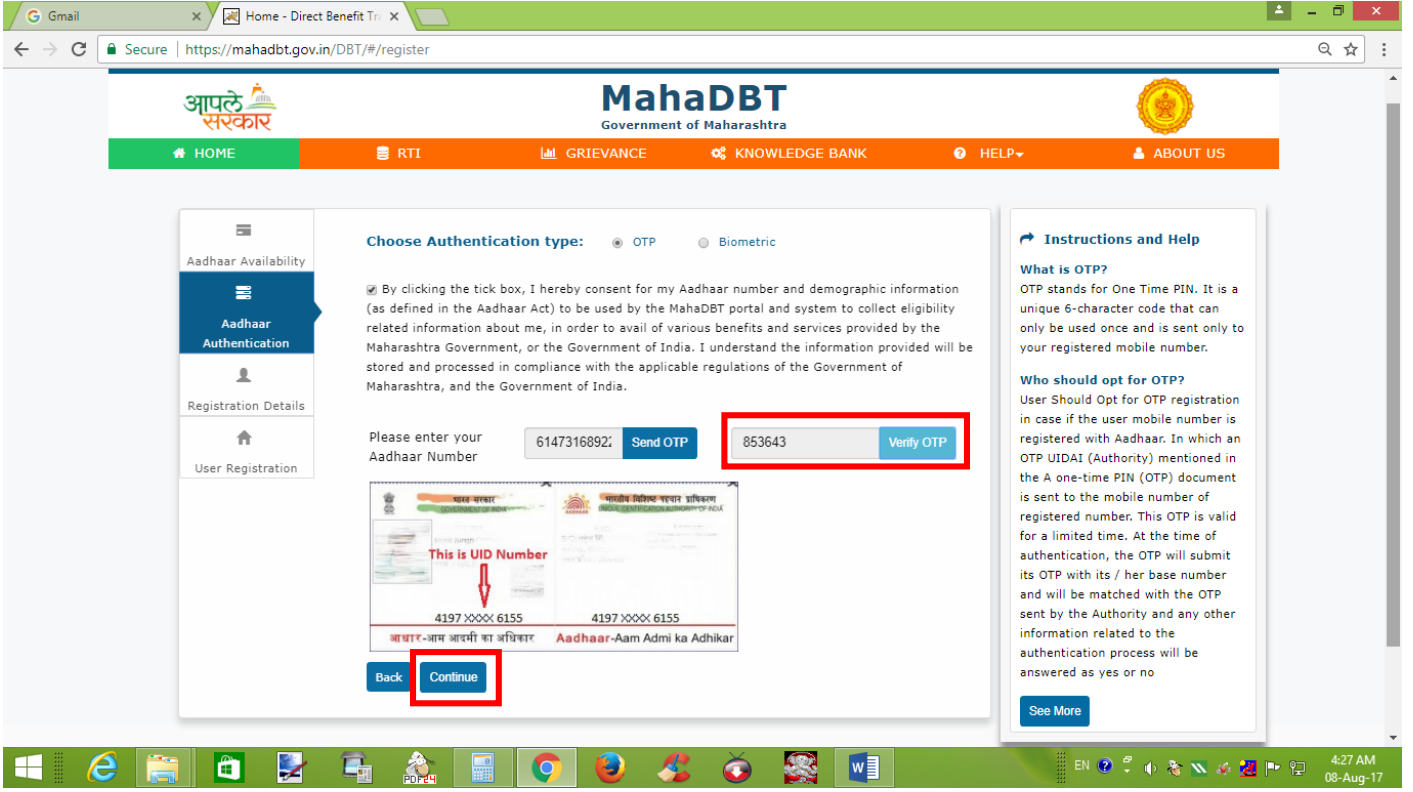 Gmail
Home - Direct Benefit Tr
Secure https://mahadbt.gov.in/DBT/#/register
आपले
सरकार
MahaDBT
Government of Maharashtra
HOME RTI GRIEVANCE KNOWLEDGE BANK HELP ABOUT US
Aadhaar Availability
Aadhaar
Authentication
Registration Details
User Registration
Choose Authentication type: OTP Biometric
By clicking the tick box, I hereby consent for my Aadhaar number and demographic information
(as defined in the Aadhaar Act) to be used by the MahaDBT portal and system to collect eligibility
related information about me, in order to avail of various benefits and services provided by the
Maharashtra Government, or the Government of India. I understand the information provided will be
stored and processed in compliance with the applicable regulations of the Government of
Maharashtra, and the Government of India.
Please enter your
Aadhaar Number
61473168922 Send OTP 853643 Verify OTP
भारत सरकार
GOVERNMENT OF INDIA
भारतीय विशिष्ट पहचान प्राधिकरण
UNIQUE IDENTIFICATION AUTHORITY OF INDIA
This is UID Number
4197 XXXX 6155 4197 XXXX 6155
आधार-आम आदमी का अधिकार Aadhaar-Aam Admi ka Adhikar
Back Continue
Instructions and Help
What is OTP?
OTP stands for One Time PIN. It is a
unique 6-character code that can
only be used once and is sent only to
your registered mobile number.
Who should opt for OTP?
User Should Opt for OTP registration
in case if the user mobile number is
registered with Aadhaar. In which an
OTP UIDAI (Authority) mentioned in
the A one-time PIN (OTP) document
is sent to the mobile number of
registered number. This OTP is valid
for a limited time. At the time of
authentication, the OTP will submit
its OTP with its / her base number
and will be matched with the OTP
sent by the Authority and any other
information related to the
authentication process will be
answered as yes or no
See More
PDF24
EN
4:27 AM
08-Aug-17